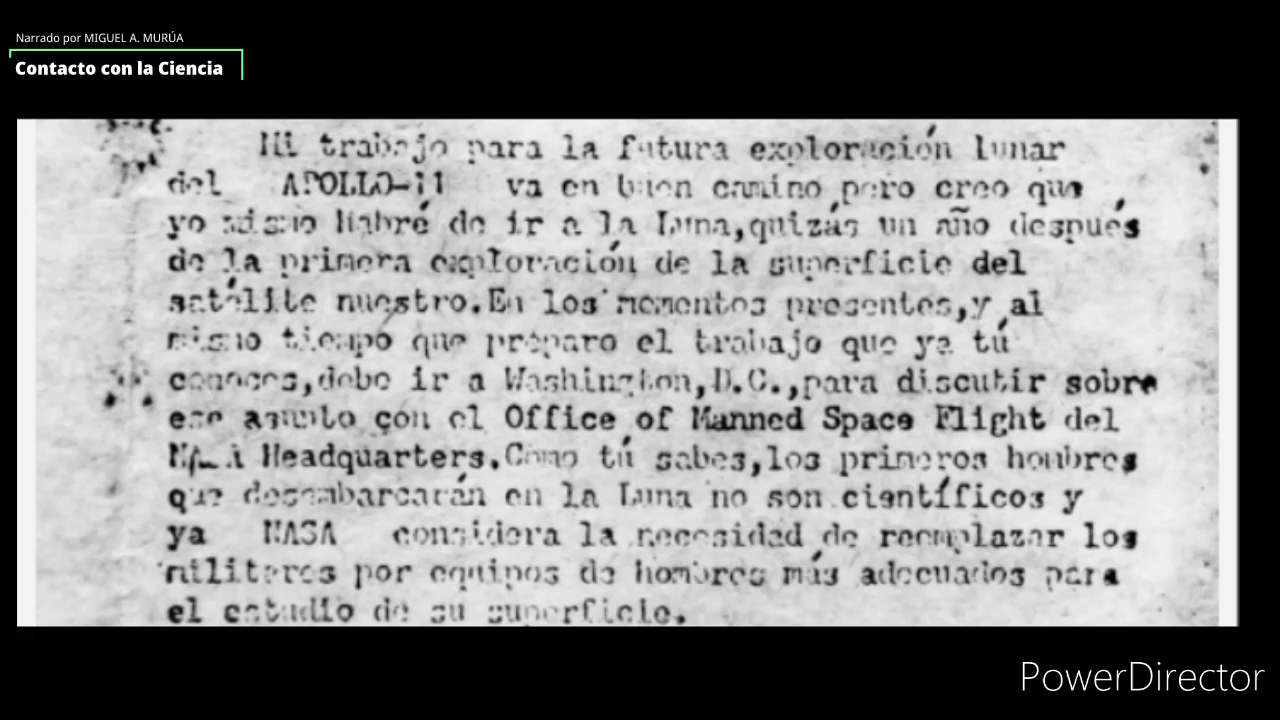 Narrado por MIGUEL A. MURÚA
Contacto con la Ciencia
Mi trabajo para la futura exploración lunar
del APOLLO-11 va en buen camino, pero creo que
yo mismo habré de ir a la Luna,quizás un año después
de la primera exploración de la superficie del
satélite nuestro.En los momentos presentes,y al
mismo tiempo que preparo el trabajo que ya tú
conoces,debo ir a Washington,D.C.,para discutir sobre
ese asunto con el Office of Manned Space Flight del
NASA Headquarters.Como tú sabes,los primeros hombres
que desembarcarán en la Luna no son científicos y
ya NASA considera la necesidad de reemplazar los
militares por equipos de hombres más adecuados para
el estudio de su superficie.
PowerDirector